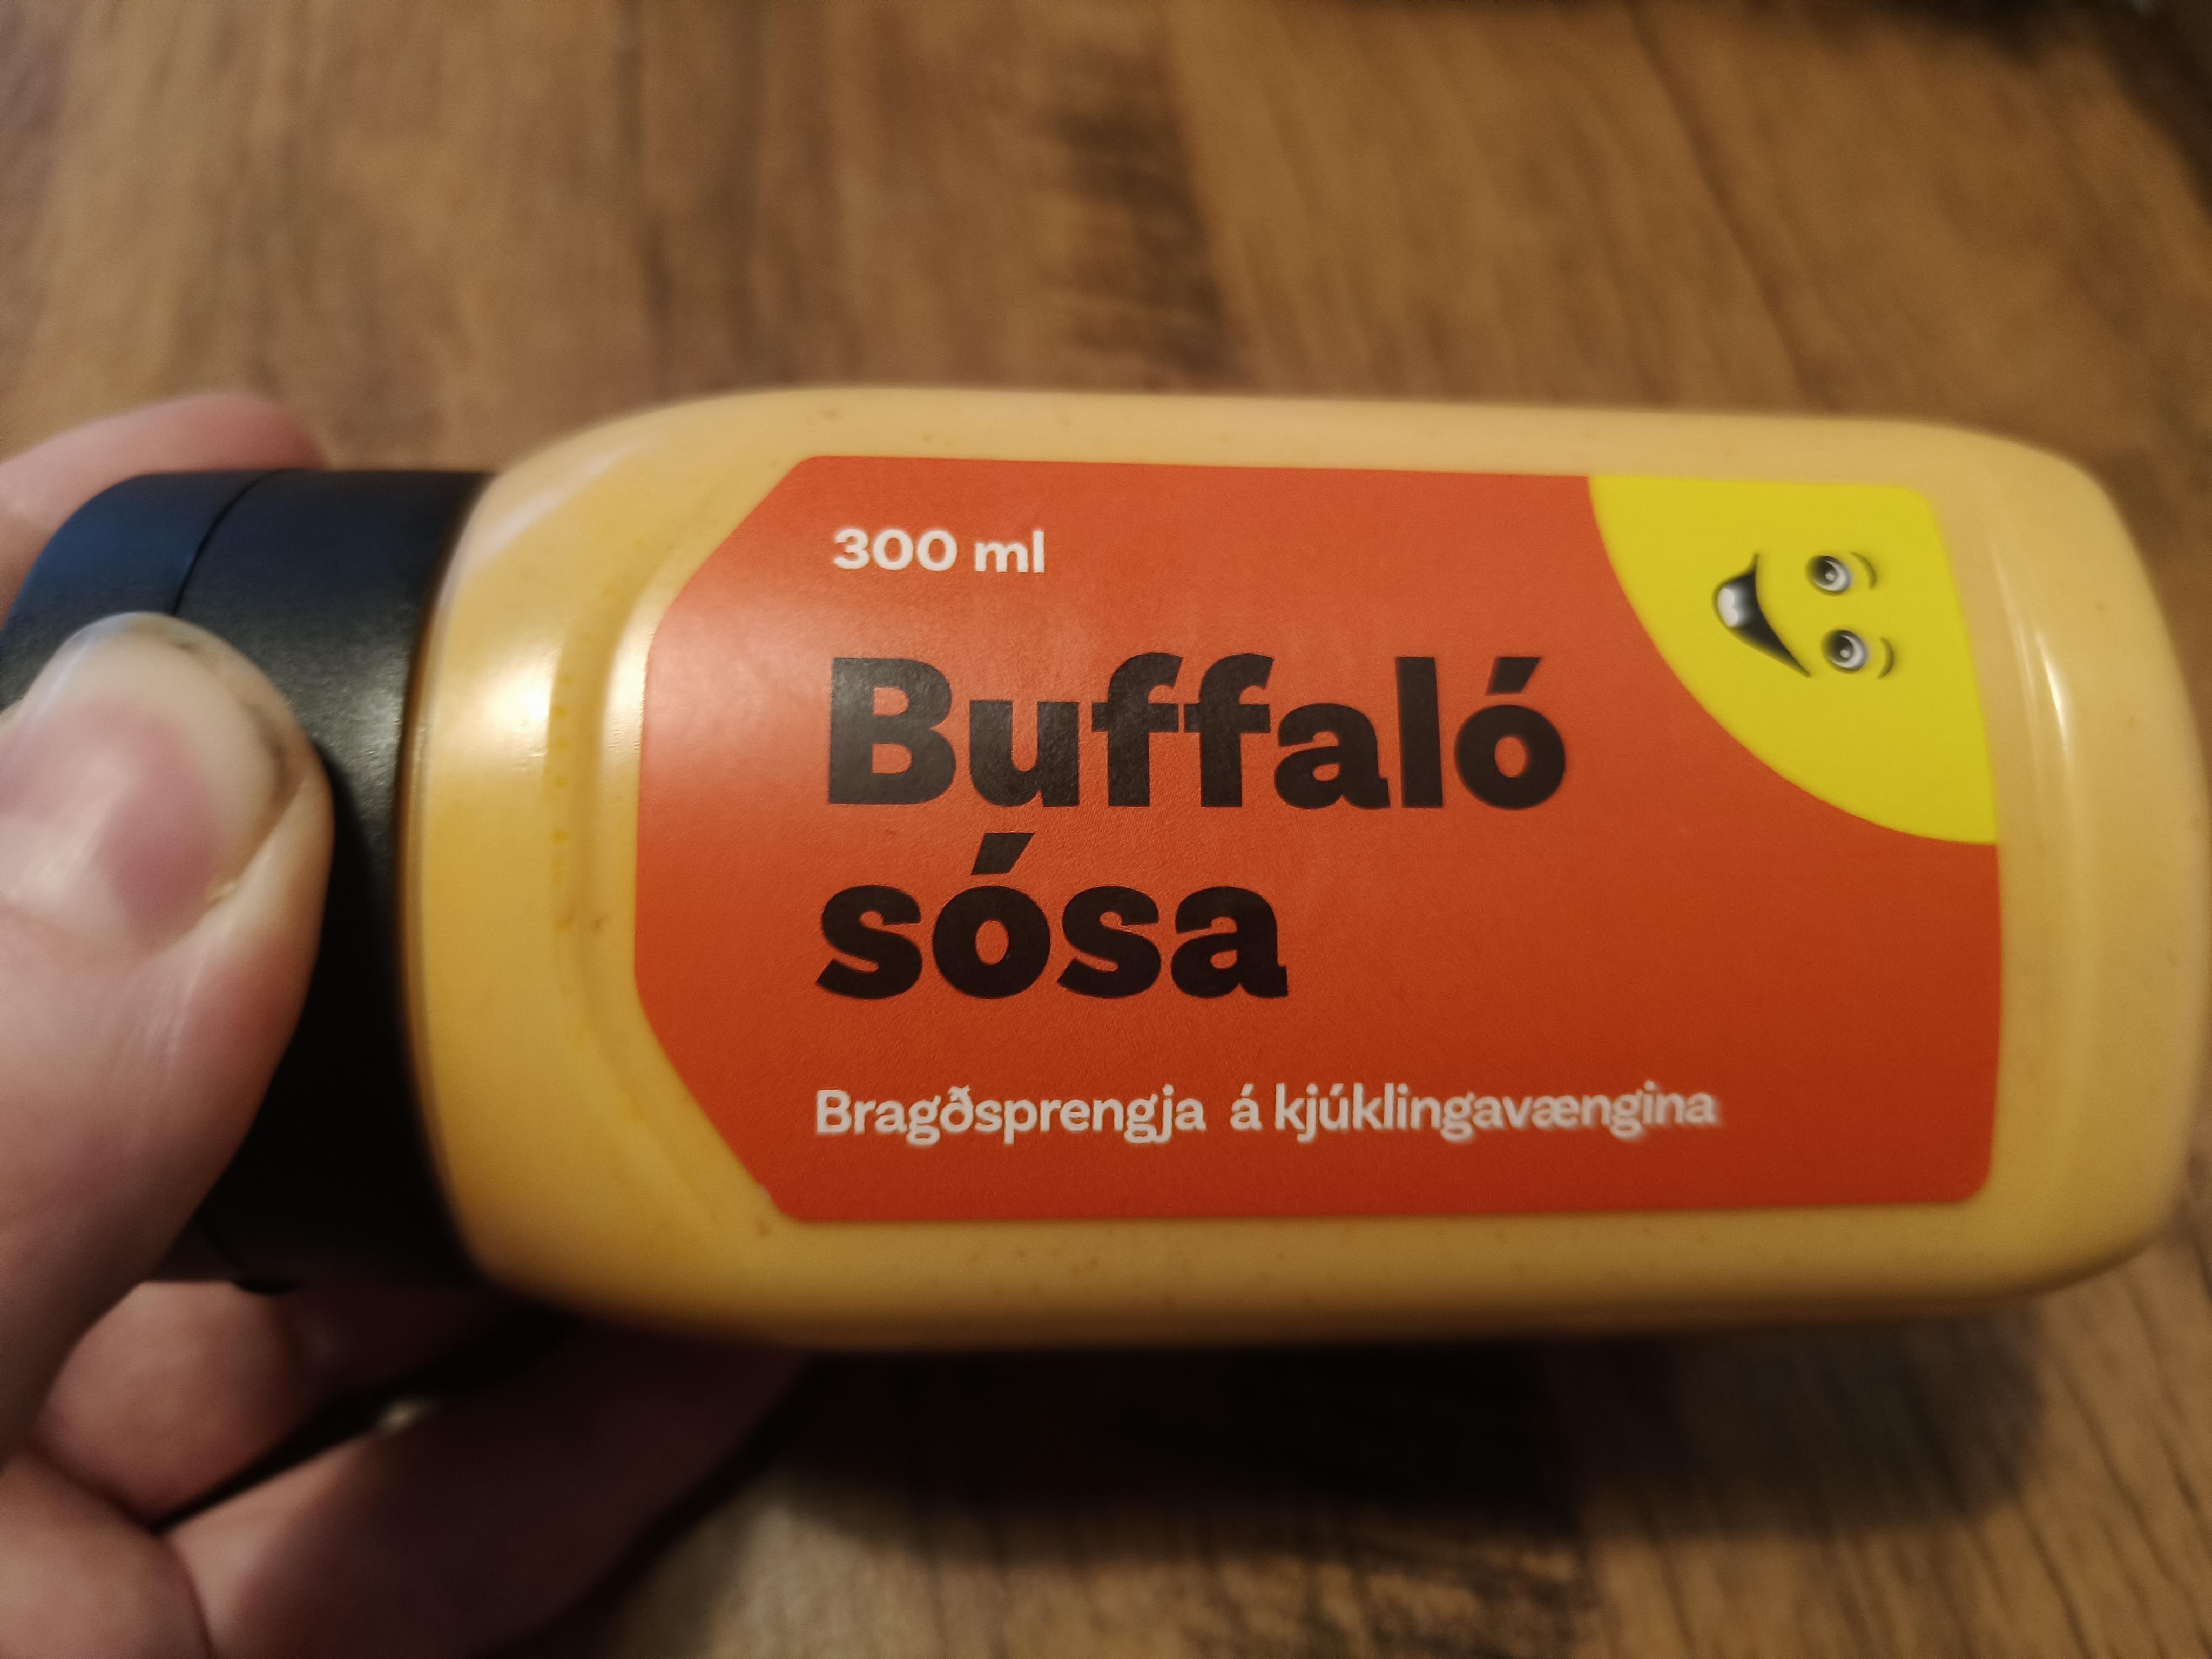 300 ml
Buffaló
sósa
Bragðsprengja á kjúklingavængina